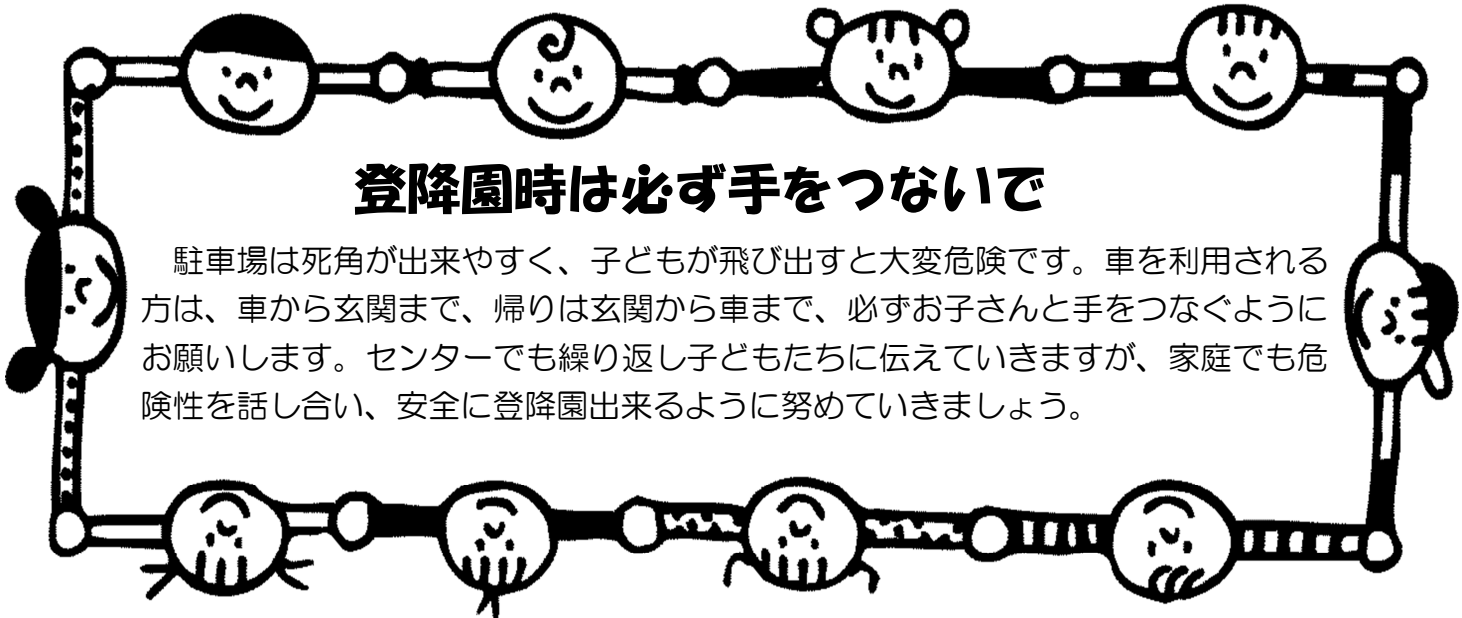 登降園時は必ず手をつないで
　駐車場は死角が出来やすく、子どもが飛び出すと大変危険です。車を利用される
方は、車から玄関まで、帰りは玄関から車まで、必ずお子さんと手をつなぐように
お願いします。センターでも繰り返し子どもたちに伝えていきますが、家庭でも危
険性を話し合い、安全に登降園出来るように努めていきましょう。